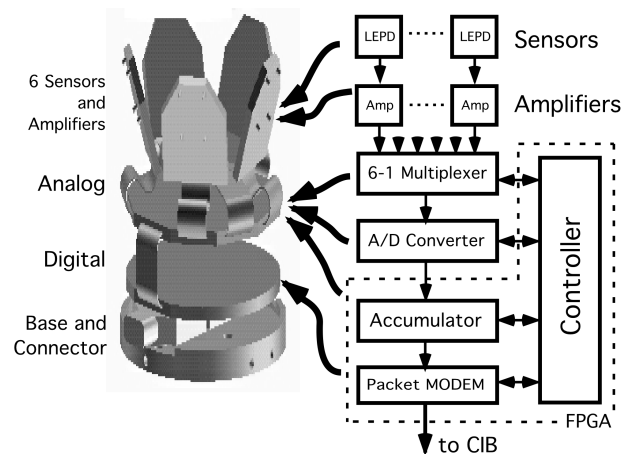 LEPD
LEPD
Sensors
6 Sensors
and
Amplifiers
Amp
Amp
Amplifiers
Analog
6-1 Multiplexer
A/D Converter
Controller
Digital
Accumulator
Base and
Connector
Packet MODEM
FPGA
to CIB